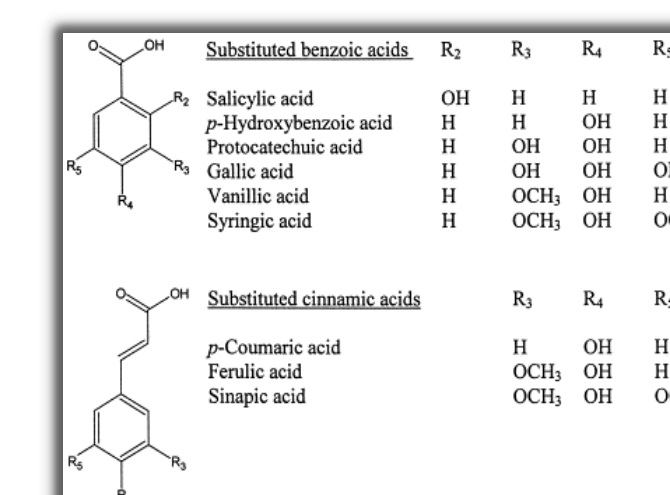 O OH Substituted benzoic acids R₂ R₃ R₄ R₅
R₂ Salicylic acid OH H H H
p-Hydroxybenzoic acid H H OH H
Protocatechuic acid H OH OH H
R₅ R₃ Gallic acid H OH OH
R₄ Vanillic acid H OCH₃ OH H
Syringic acid H OCH₃ OH
O OH Substituted cinnamic acids R₃ R₄
p-Coumaric acid H OH H
Ferulic acid OCH₃ OH H
Sinapic acid OCH₃ OH
R₅ R₃
R